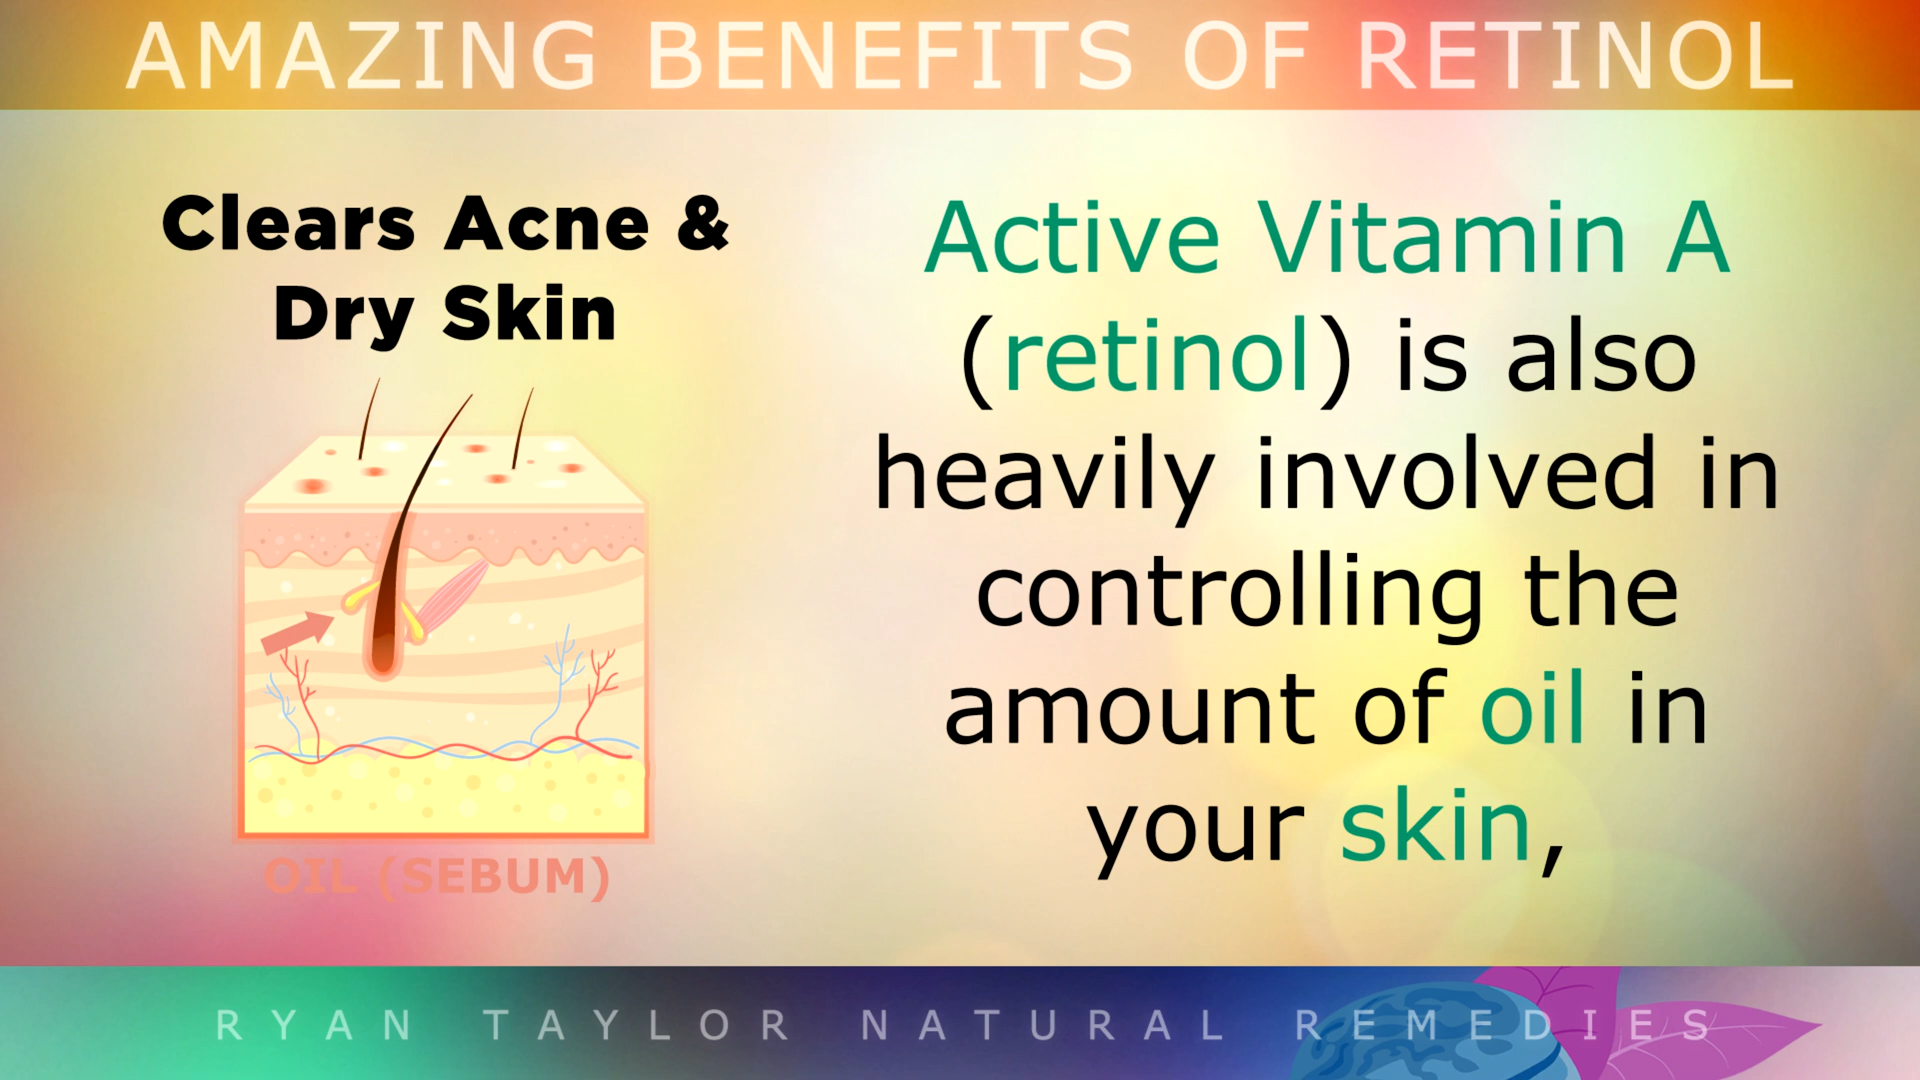 AMAZING BENEFITS OF RETINOL
Clears Acne &
Dry Skin
OIL (SEBUM)
Active Vitamin A
(retinol) is also
heavily involved in
controlling the
amount of oil in
your skin,
RYAN TAYLOR NATURAL REMEDIES